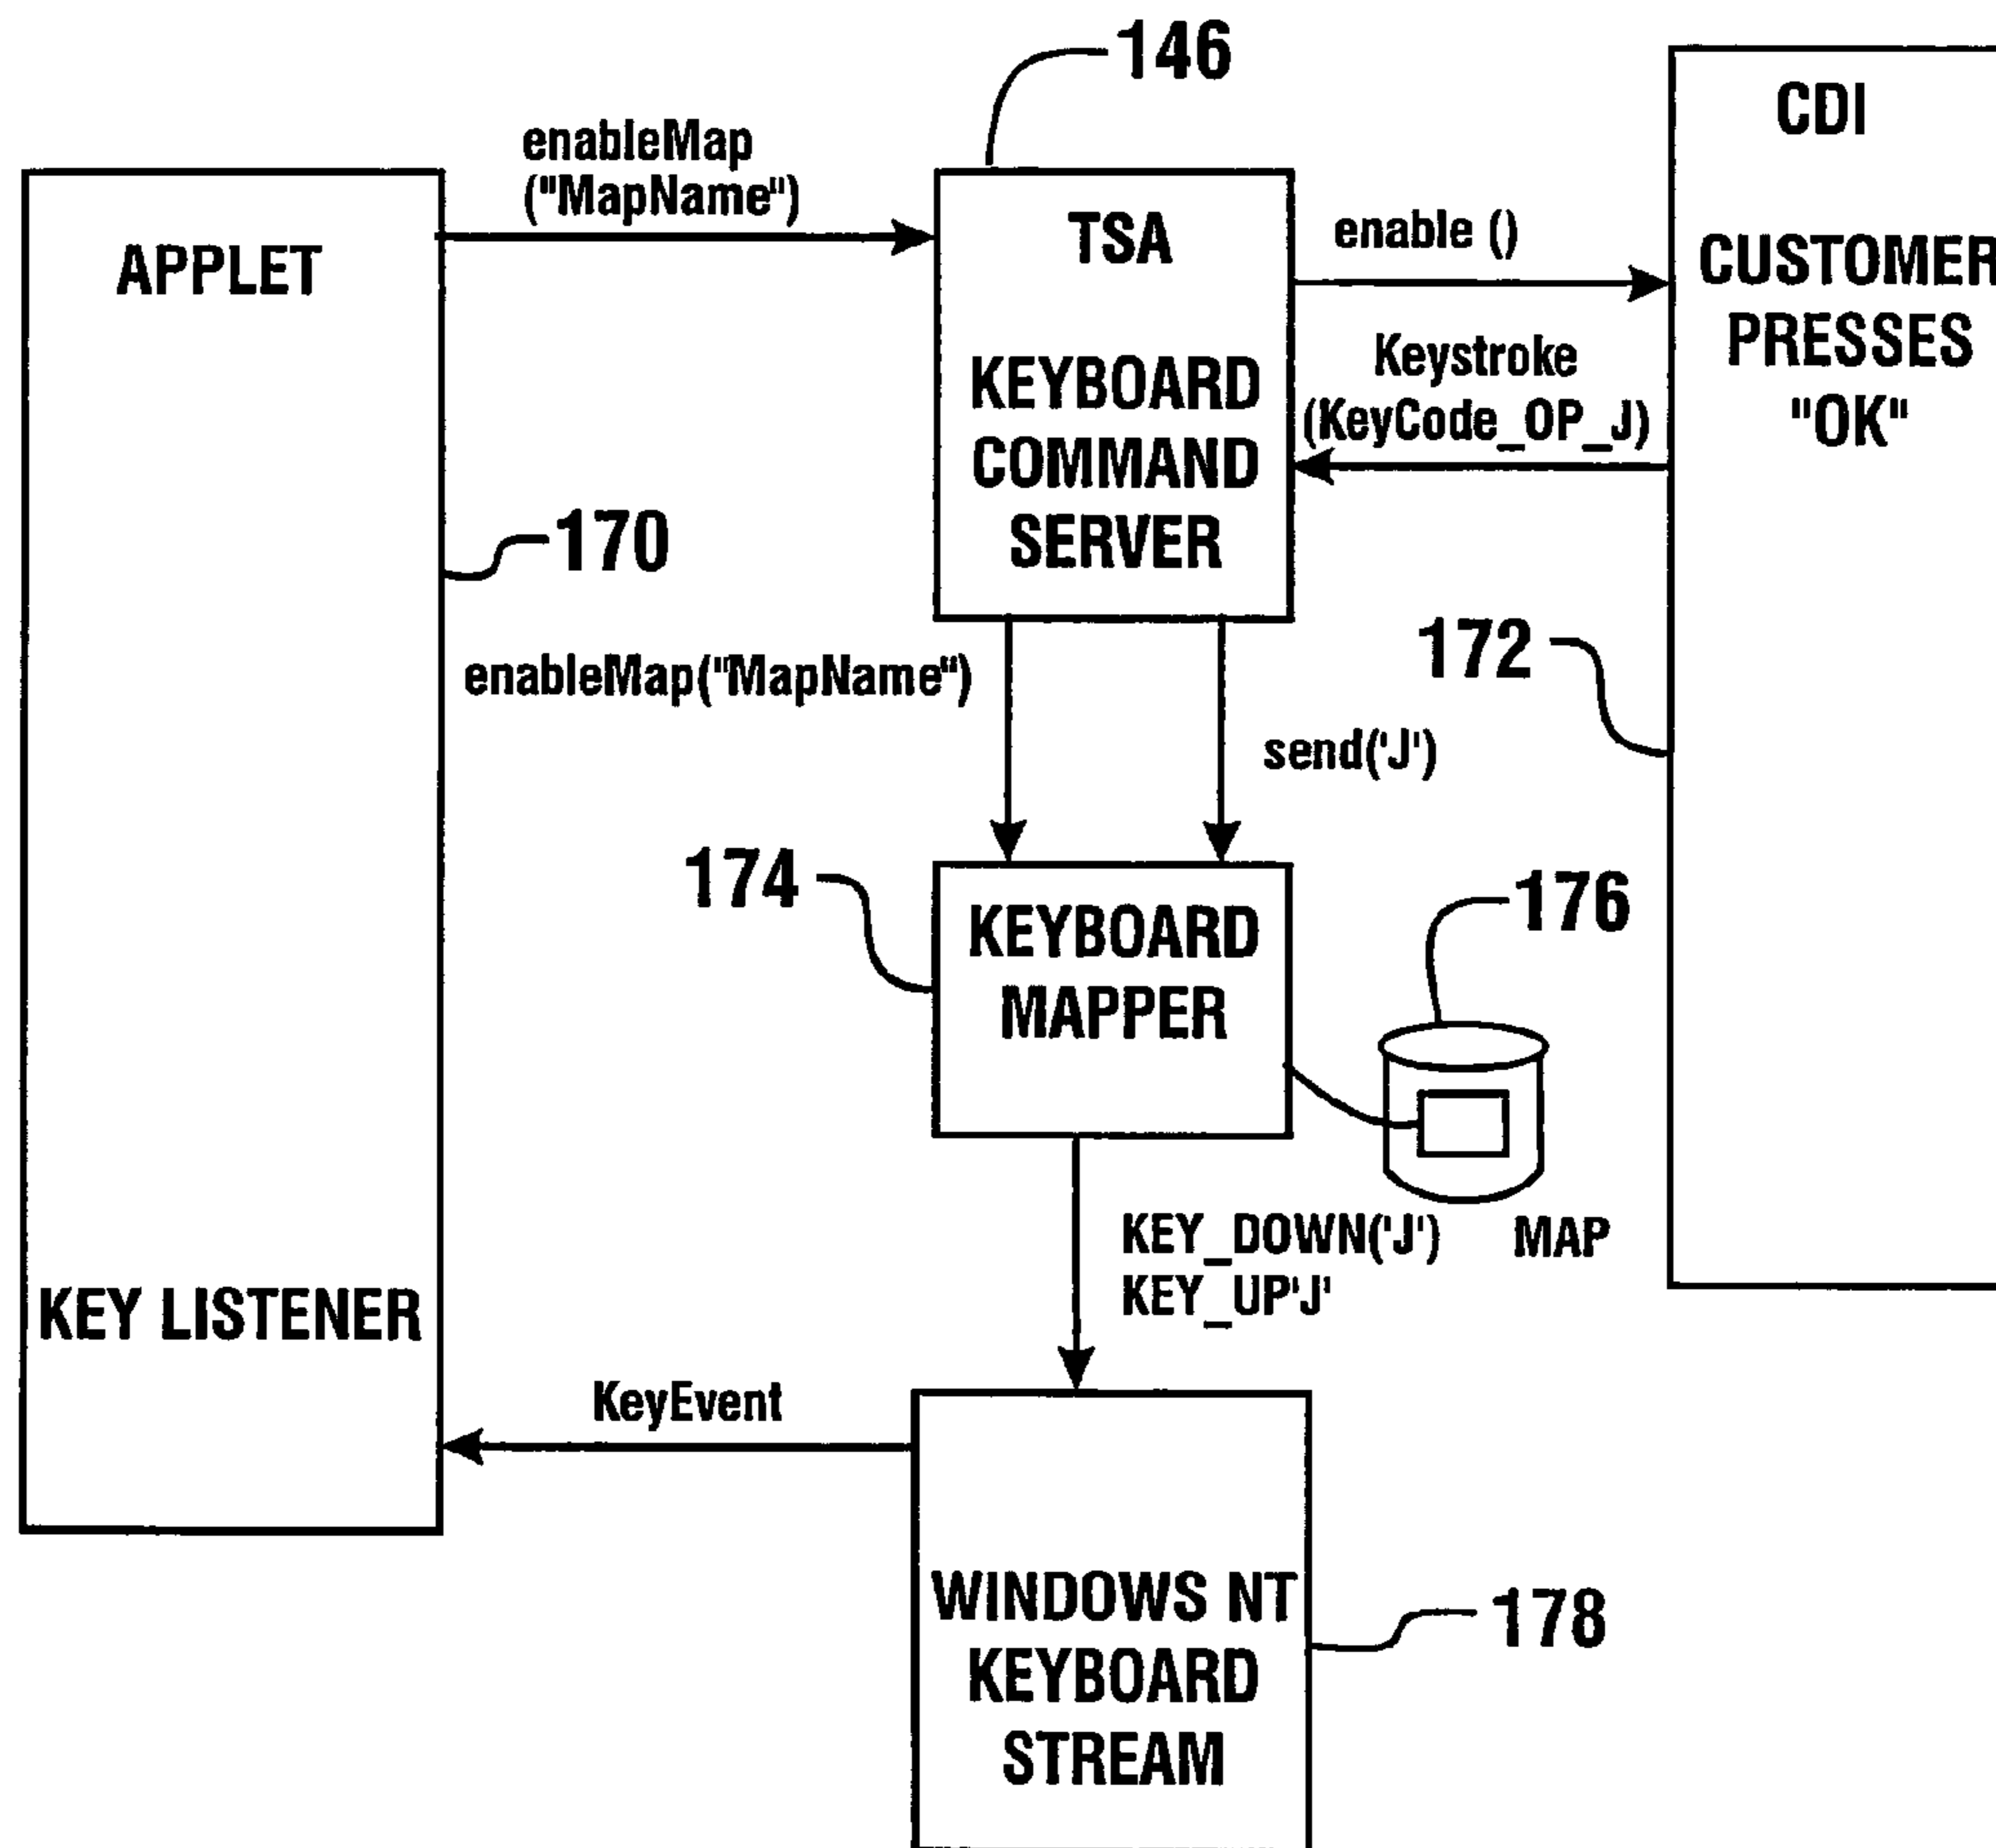 146
CDI
enableMap
("MapName")
APPLET
TSA
enable ()
CUSTOMER
PRESSES
"OK"
Keystroke
(KeyCode_OP_J)
KEYBOARD
COMMAND
SERVER
170
172
enableMap("MapName")
send('J')
174
176
KEYBOARD
MAPPER
KEY_DOWN('J')
KEY_UP'J'
MAP
KEY LISTENER
KeyEvent
WINDOWS NT
KEYBOARD
STREAM
178